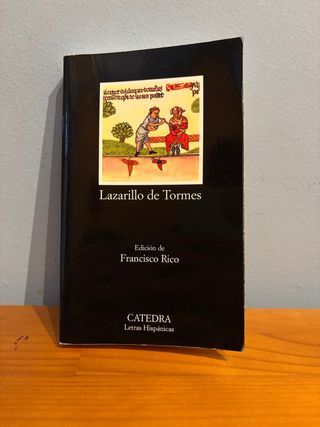 Lazarillo de Tormes
Edición de
Francisco Rico
CATEDRA
Letras Hispánicas